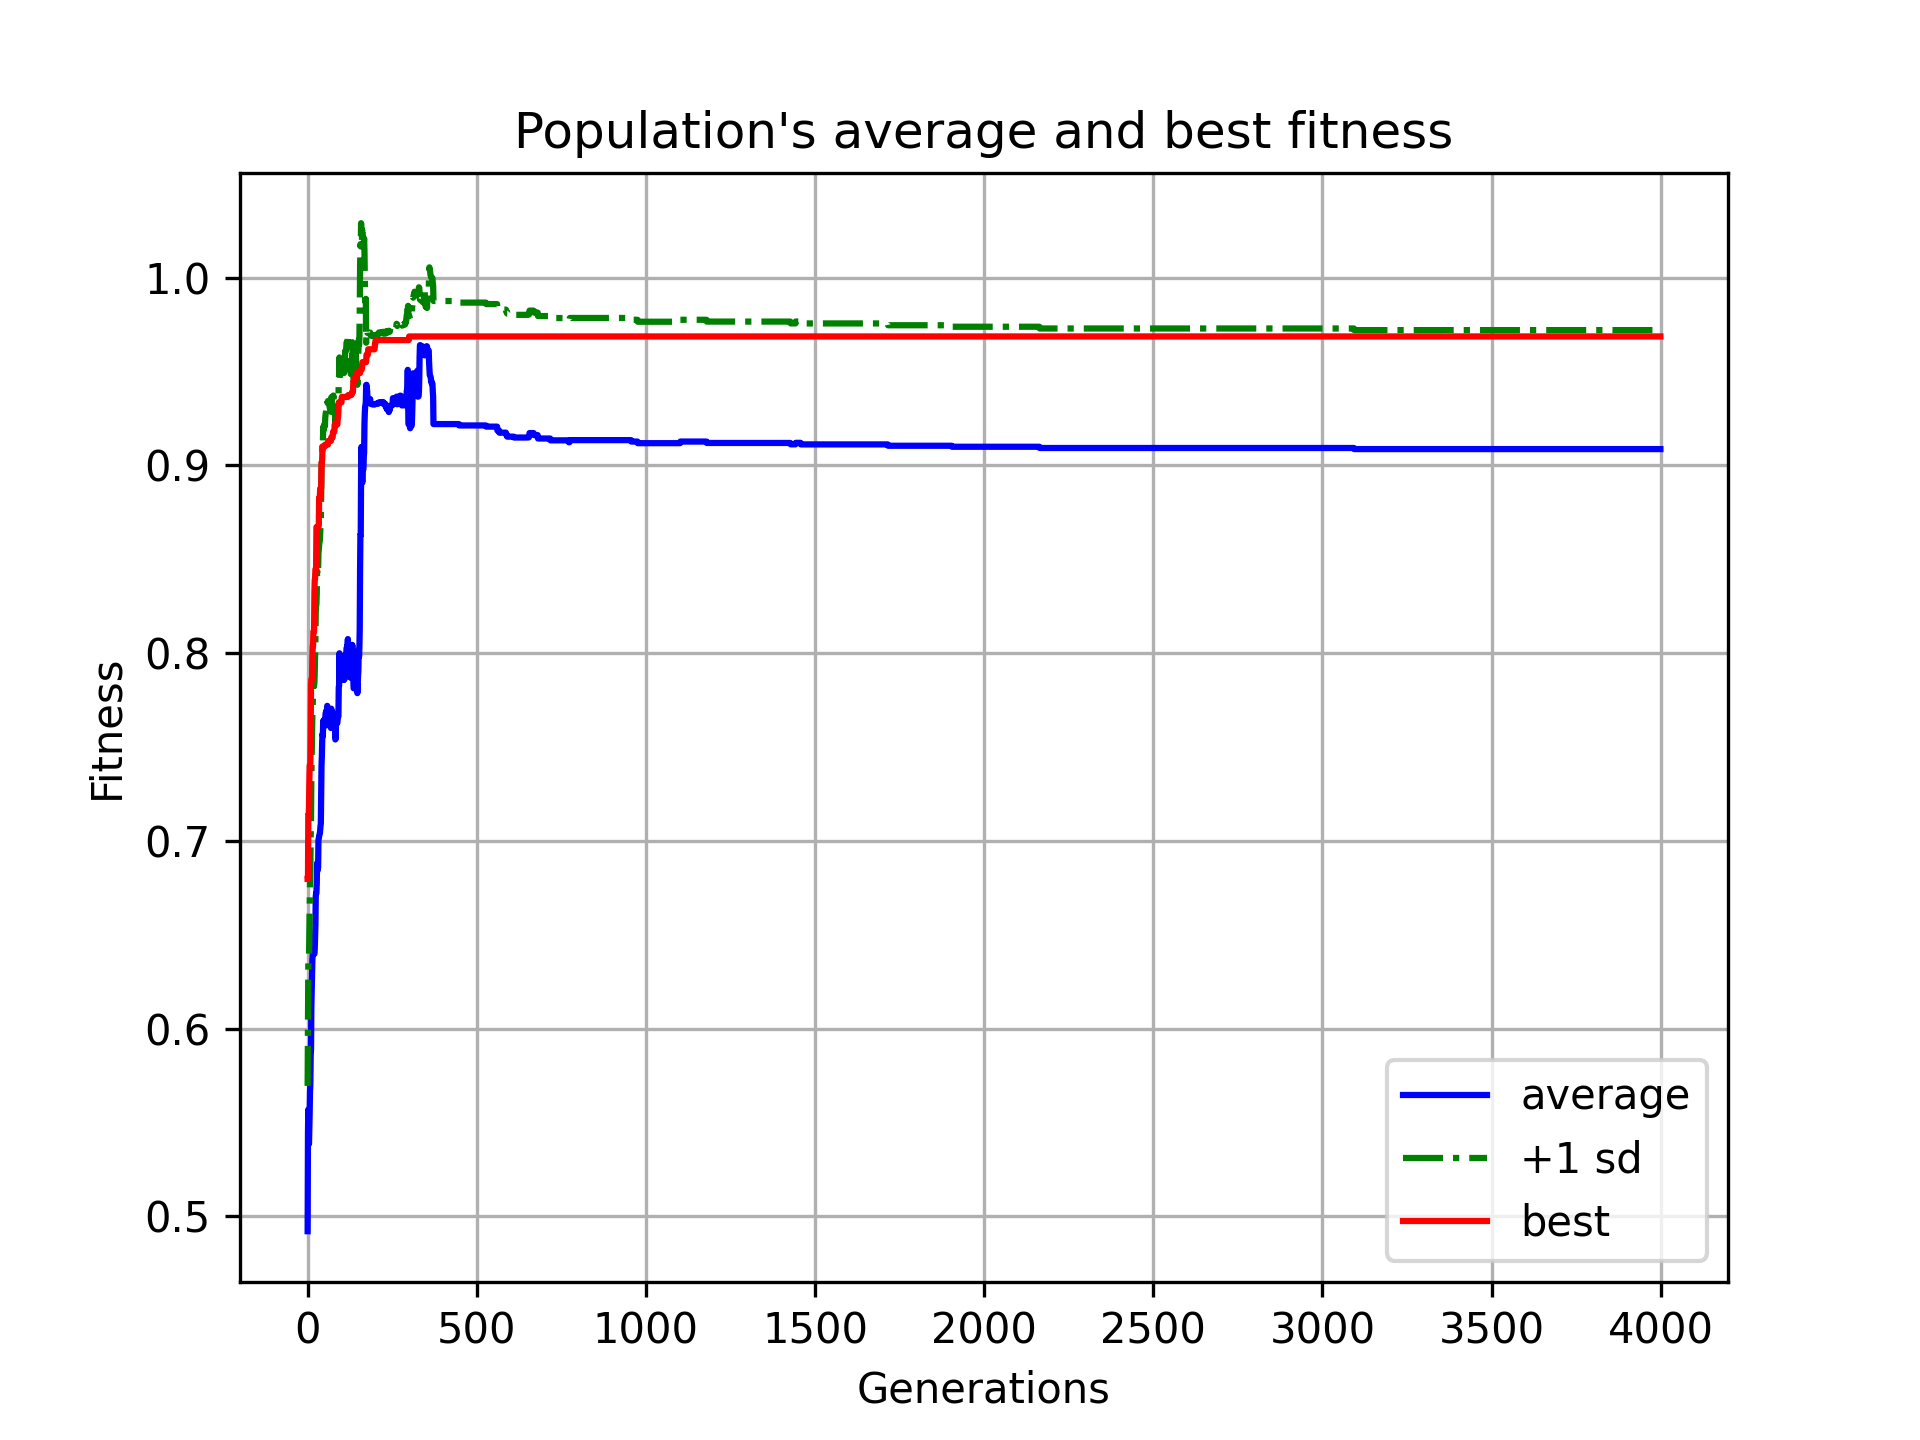 Population's average and best fitness
Fitness
1.0
0.9
0.8
0.7
0.6
0.5
average
+1 sd
best
0 500 1000 1500 2000 2500 3000 3500 4000
Generations